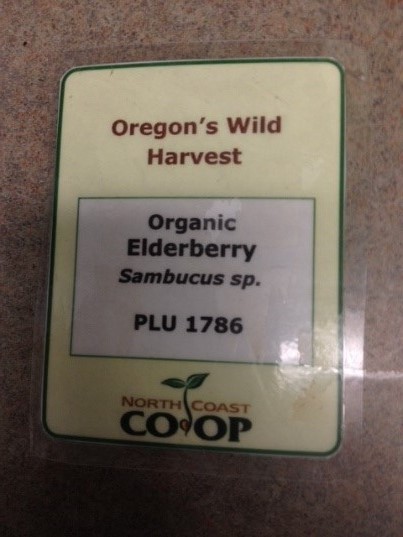 Oregon's Wild
Harvest
Organic
Elderberry
Sambucus sp.
PLU 1786
NORTH COAST
CO-OP